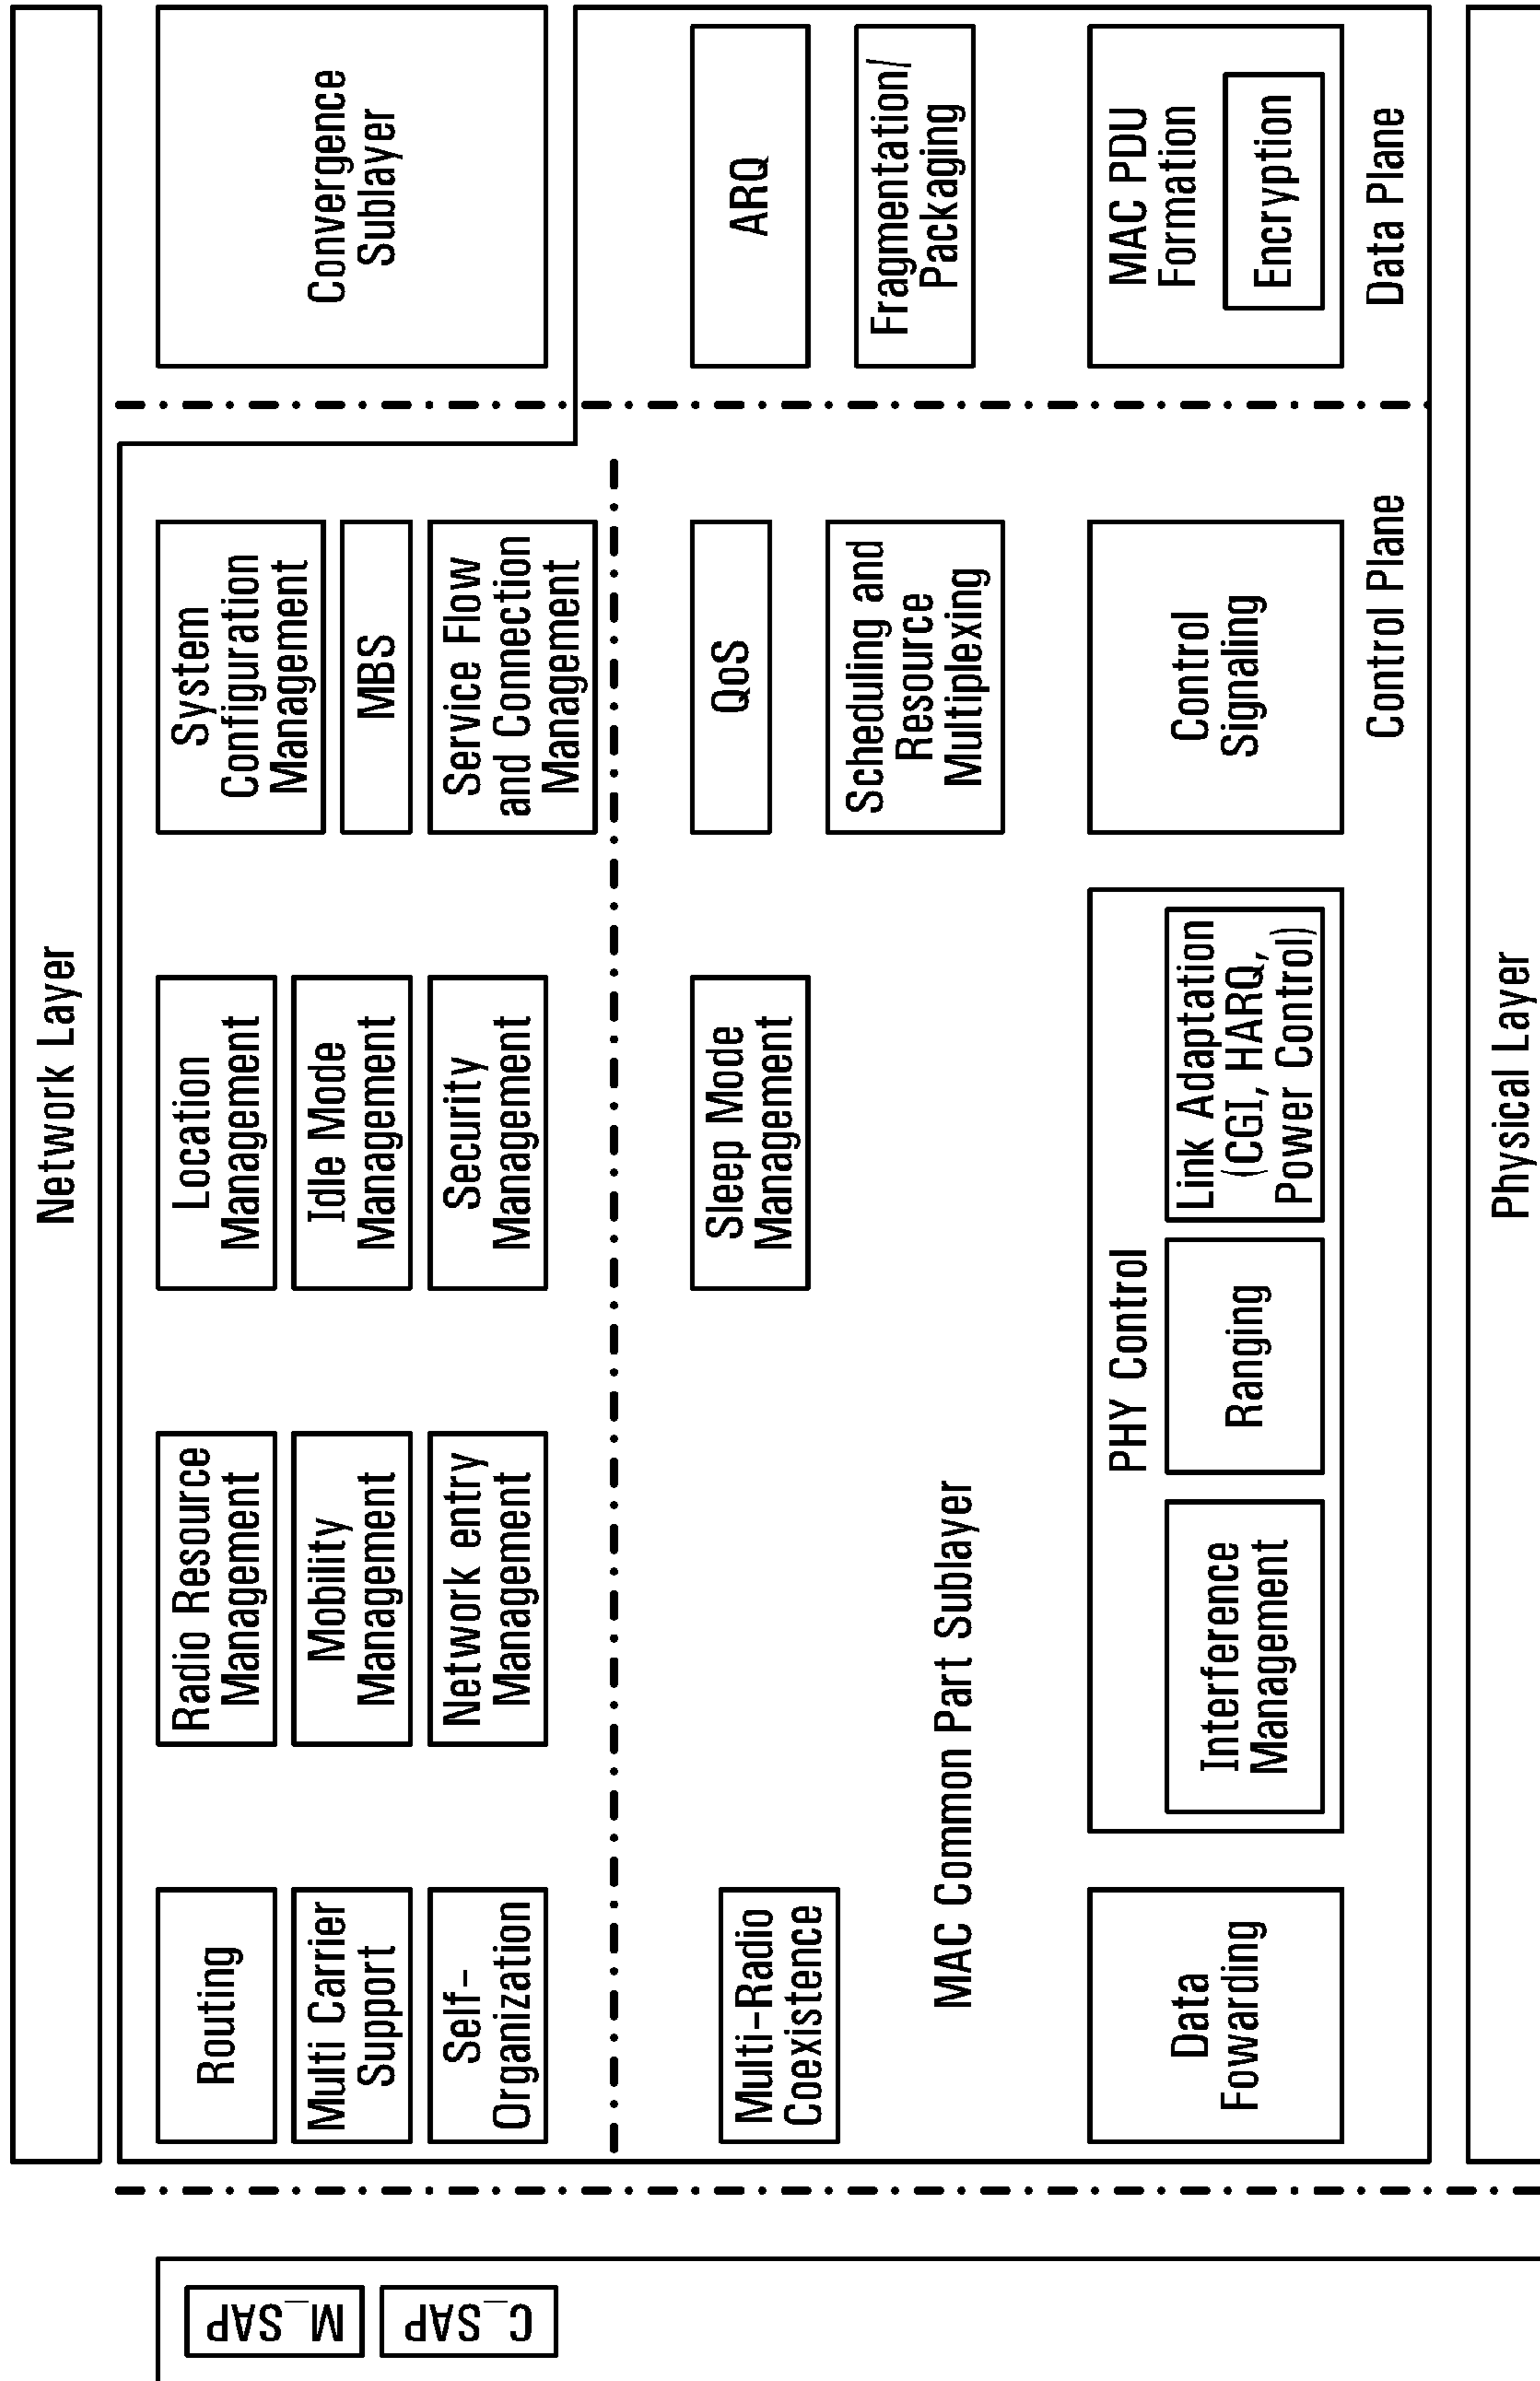 Network Layer
M_SAP
C_SAP
Routing
Multi Carrier
Support
Self-
Organization
Radio Resource
Management
Mobility
Management
Network entry
Management
Location
Management
Idle Mode
Management
Security
Management
System
Configuration
Management
MBS
Service Flow
and Connection
Management
Convergence
Sublayer
Multi-Radio
Coexistence
Sleep Mode
Management
QoS
Scheduling and
Resource
Multiplexing
ARQ
Fragmentation/
Packaging
MAC Common Part Sublayer
Data
Fowarding
PHY Control
Interference
Management
Ranging
Link Adaptation
(CGI, HARQ,
Power Control)
Control
Signaling
MAC PDU
Formation
Encryption
Control Plane
Data Plane
Physical Layer